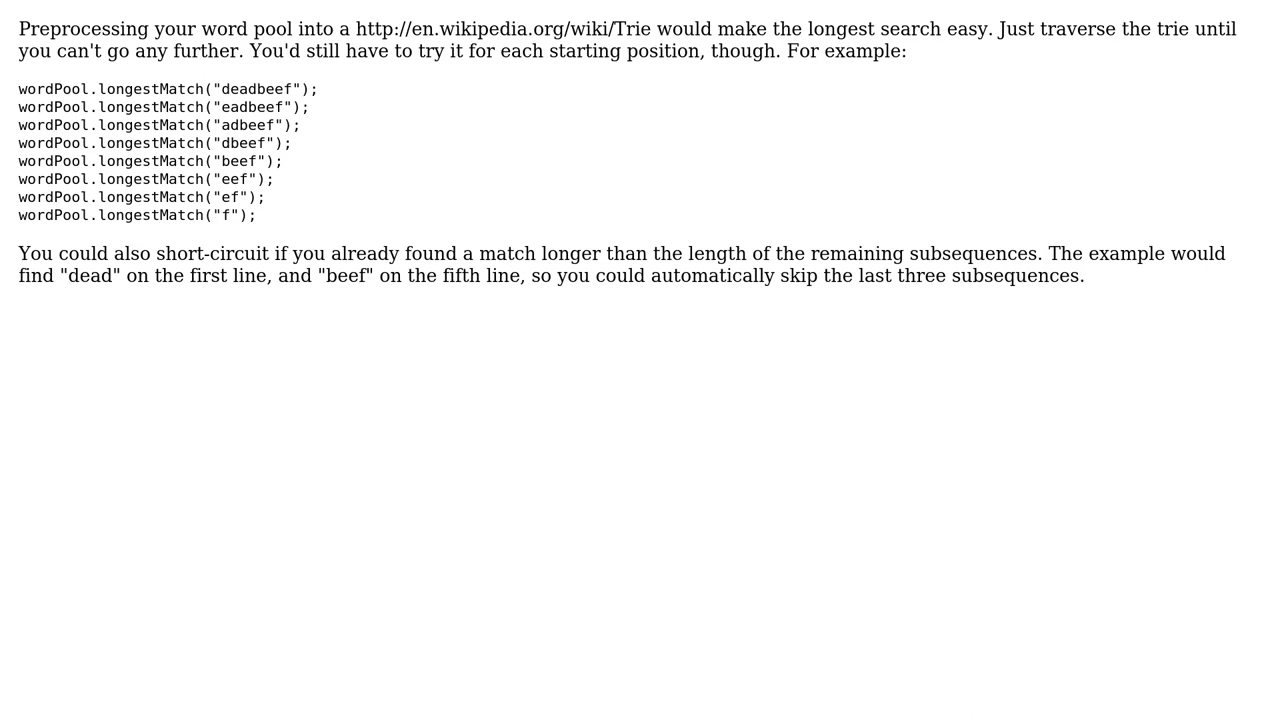 Preprocessing your word pool into a http://en.wikipedia.org/wiki/Trie would make the longest search easy. Just traverse the trie until
you can't go any further. You'd still have to try it for each starting position, though. For example:
wordPool.longestMatch("deadbeef");
wordPool.longestMatch("eadbeef");
wordPool.longestMatch("adbeef");
wordPool.longestMatch("dbeef");
wordPool.longestMatch("beef");
wordPool.longestMatch("eef");
wordPool.longestMatch("ef");
wordPool.longestMatch("f");
You could also short-circuit if you already found a match longer than the length of the remaining subsequences. The example would
find "dead" on the first line, and "beef" on the fifth line, so you could automatically skip the last three subsequences.